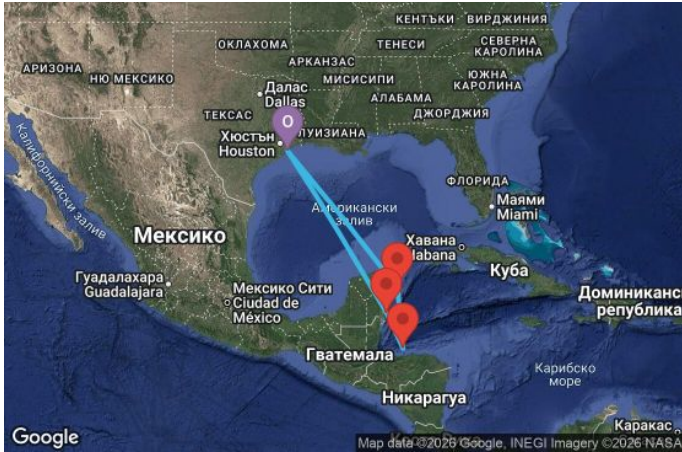 КЕНТЪКИ
ВИРДЖИНИЯ
ОКЛАХОМА
ТЕНЕСИ
СЕВЕРНА
КАРОЛИНА
АРИЗОНА
НЮ МЕКСИКО
АРКАНЗАС
МИСИСИПИ
ЮЖНА
КАРОЛИНА
Далас
Dallas
АЛАБАМА
ДЖОРДЖИЯ
ТЕКСАС
O
ЛУИЗИАНА
Хюстън
Houston
Калифорнийски залив
ФЛОРИДА
Маями
Miami
Американски
залив
Мексико
Хавана
Habana
Куба
Гуадалахара
Guadalajara
Мексико Сити
Ciudad de
México
Доминиканс
република
Гватемала
Карибско
море
Никарагуа
Каракас
Google
Map data ©2026 Google, INEGI Imagery ©2026 NASA